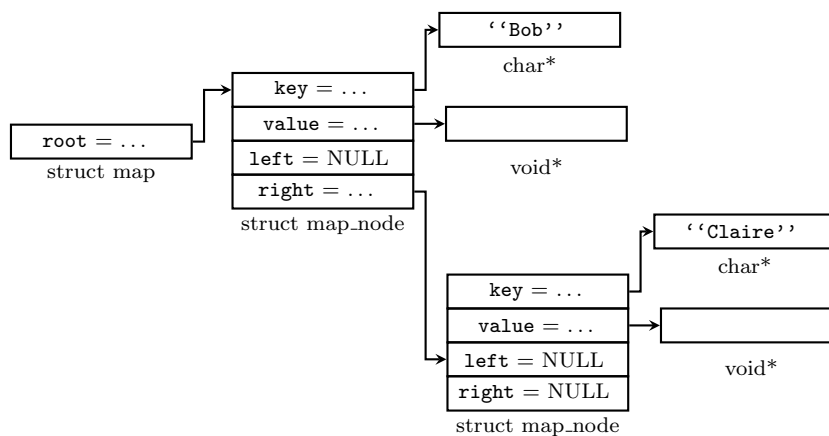 ‘‘Bob’’
char*
key = ...
value = ...
left = NULL
right = ...
struct map_node
root = ...
struct map
void*
‘‘Claire’’
char*
key = ...
value = ...
left = NULL
right = NULL
struct map_node
void*